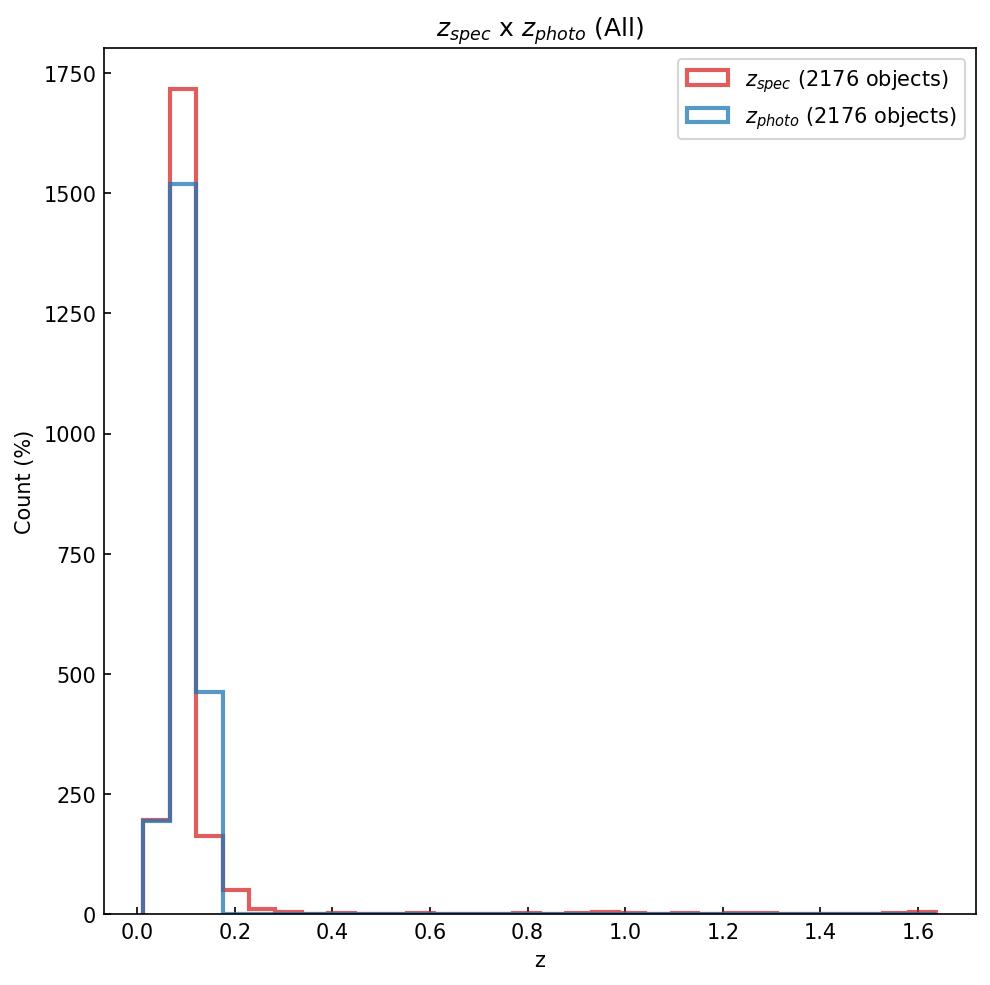 z_spec x z_photo (All)
z_spec (2176 objects)
z_photo (2176 objects)
Count (%)
1750
1500
1250
1000
750
500
250
0
0.0 0.2 0.4 0.6 0.8 1.0 1.2 1.4 1.6
z